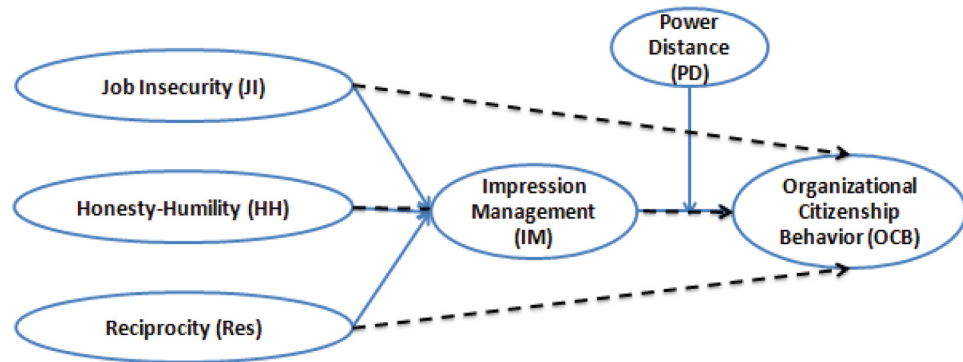 Power
Distance
(PD)
Job Insecurity (JI)
Honesty-Humility (HH)
Impression
Management
(IM)
Organizational
Citizenship
Behavior (OCB)
Reciprocity (Res)